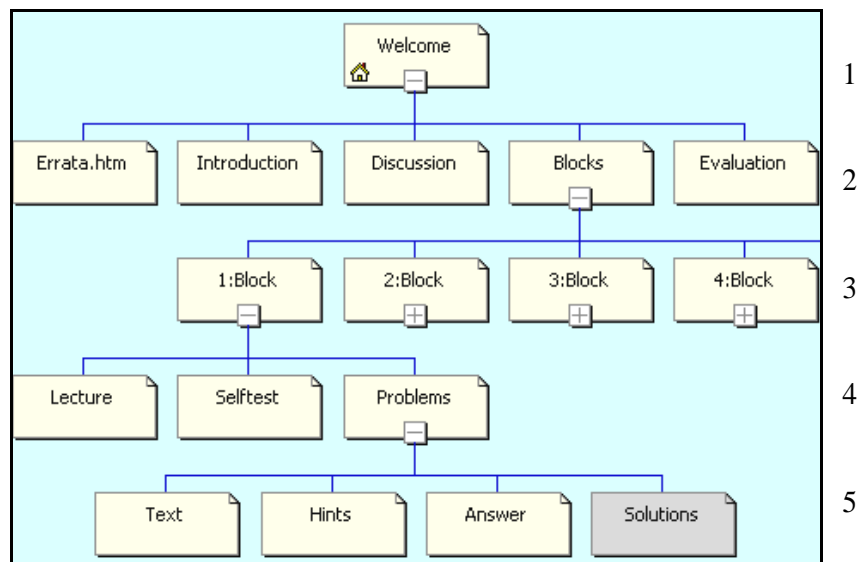 Welcome
1
Errata.htm Introduction Discussion Blocks Evaluation
2
1:Block 2:Block 3:Block 4:Block
3
Lecture Selftest Problems
4
Text Hints Answer Solutions
5